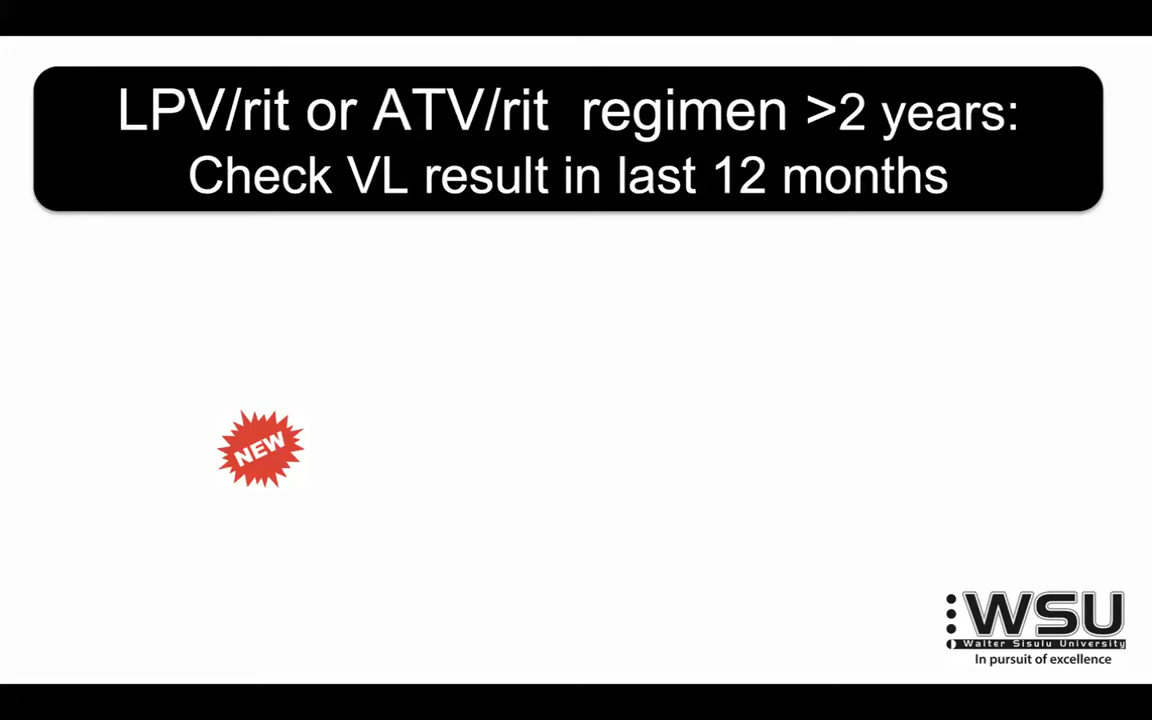 LPV/rit or ATV/rit regimen >2 years:
Check VL result in last 12 months
NEW
WSU
Walter Sisulu University
In pursuit of excellence